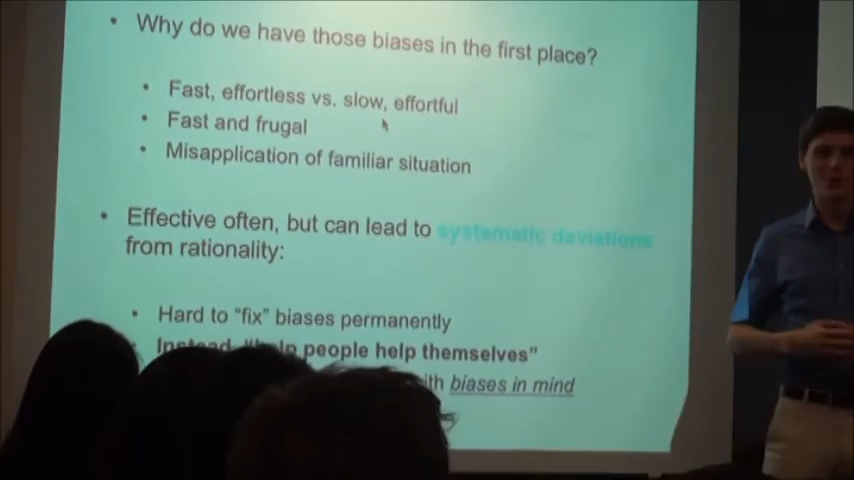 • Why do we have those biases in the first place?
• Fast, effortless vs. slow, effortful
• Fast and frugal
• Misapplication of familiar situation
• Effective often, but can lead to systematic deviations
from rationality:
• Hard to “fix” biases permanently
• Instead, “help people help themselves”
biases in mind